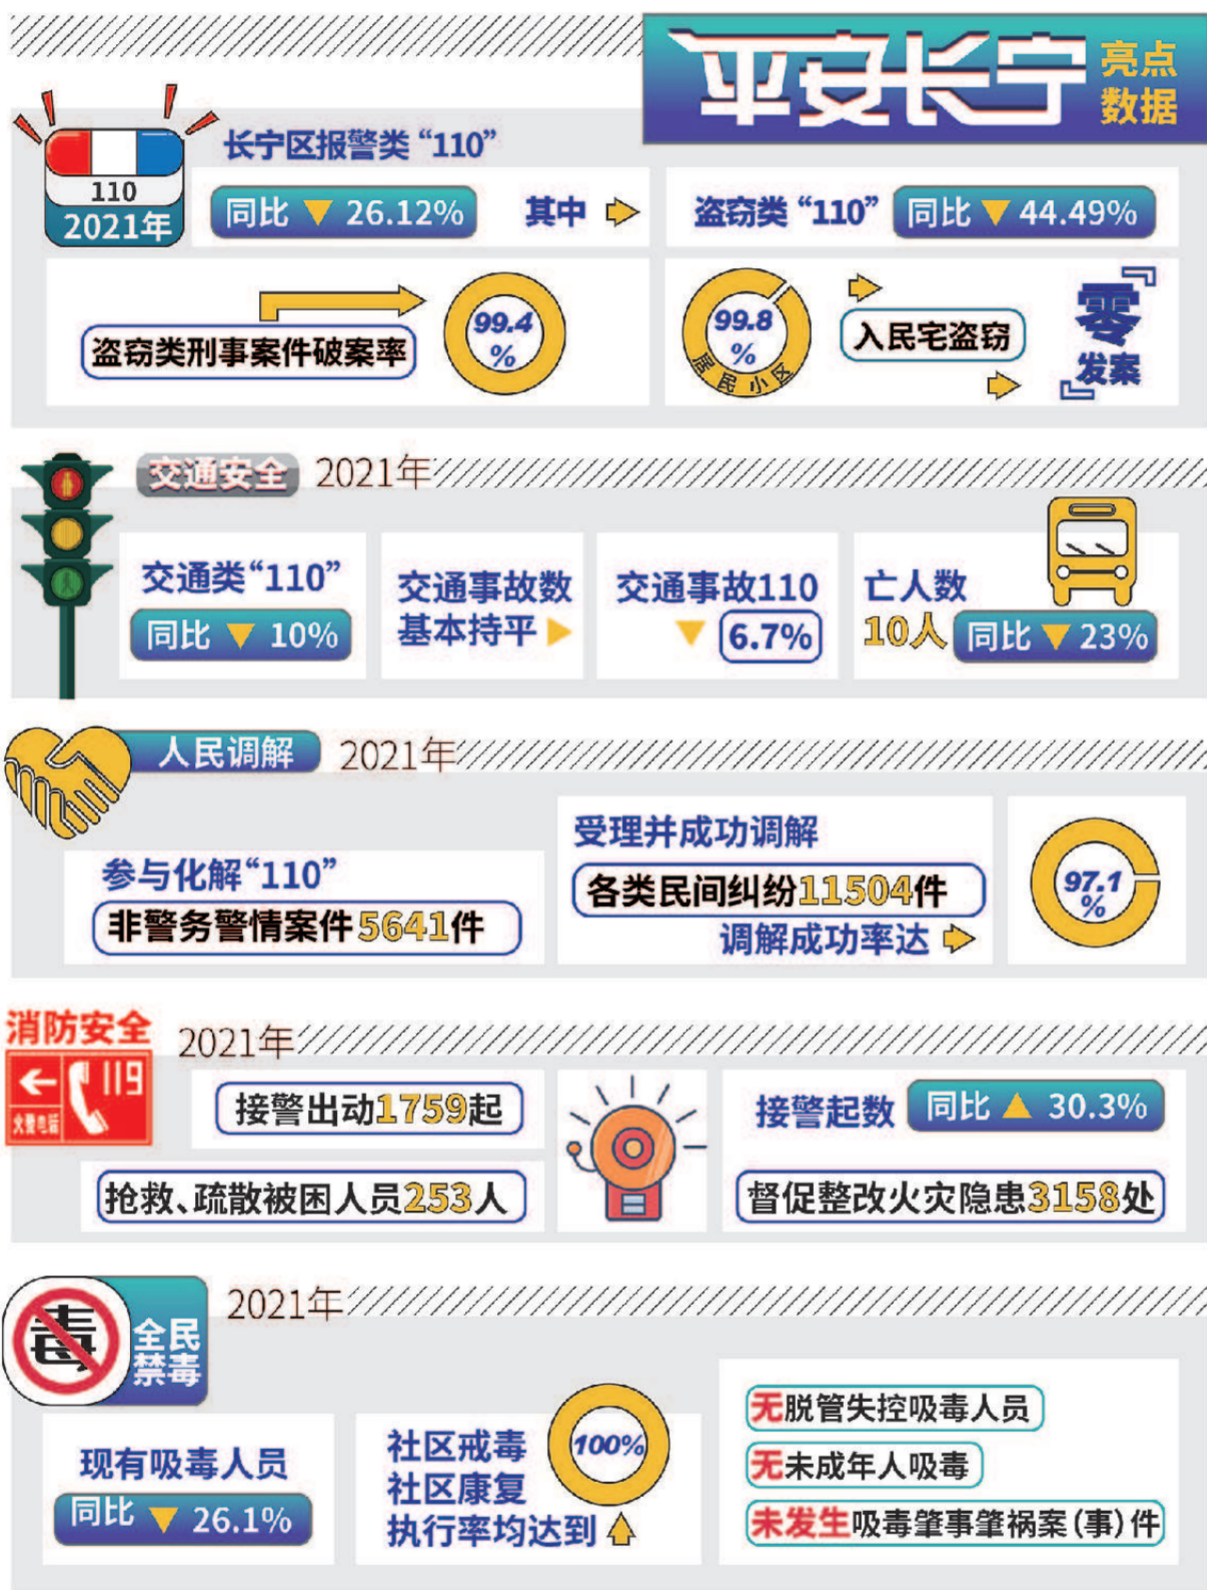 平安长宁
亮点
数据
110
2021年
长宁区报警类“110”
同比 ▼ 26.12%
其中
盗窃类“110” 同比 ▼ 44.49%
盗窃类刑事案件破案率
99.4
%
99.8
%
居民小区
入民宅盗窃
零
发案
交通安全 2021年
交通类“110”
同比 ▼ 10%
交通事故数
基本持平 ▶
交通事故110
▼ 6.7%
亡人数
10人 同比 ▼ 23%
人民调解 2021年
参与化解“110”
非警务警情案件5641件
受理并成功调解
各类民间纠纷11504件
调解成功率达
97.1
%
消防安全
119
火警电话
2021年
接警出动1759起
接警起数 同比 ▲ 30.3%
抢救、疏散被困人员253人
督促整改火灾隐患3158处
毒
全民
禁毒
2021年
现有吸毒人员
同比 ▼ 26.1%
社区戒毒
社区康复
执行率均达到
100%
无脱管失控吸毒人员
无未成年人吸毒
未发生吸毒肇事肇祸案(事)件